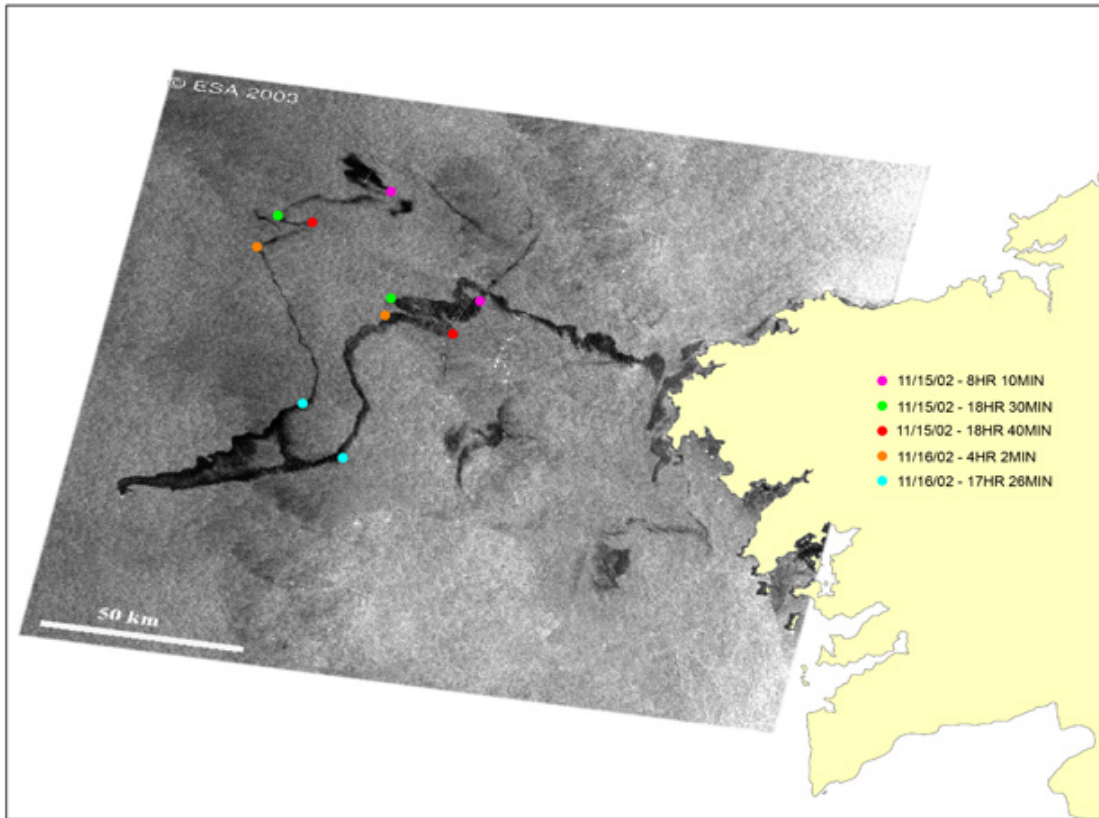 © ESA 2003
11/15/02 - 8HR 10MIN
11/15/02 - 18HR 30MIN
11/15/02 - 18HR 40MIN
11/16/02 - 4HR 2MIN
11/16/02 - 17HR 26MIN
50 km